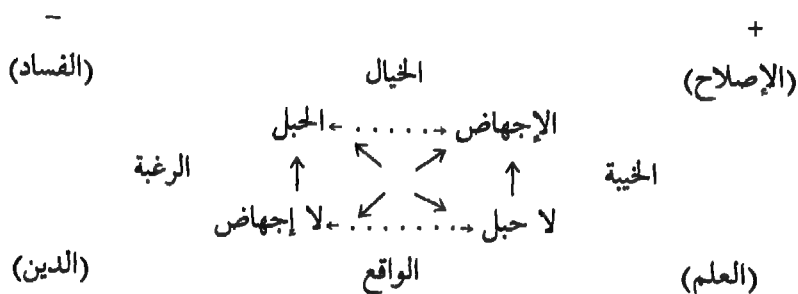 + −
(الإصلاح) الخيال (الفساد)
الإجهاض الحبل
الخيبة الرغبة
لا حبل لا إجهاض
(العلم) الواقع (الدين)